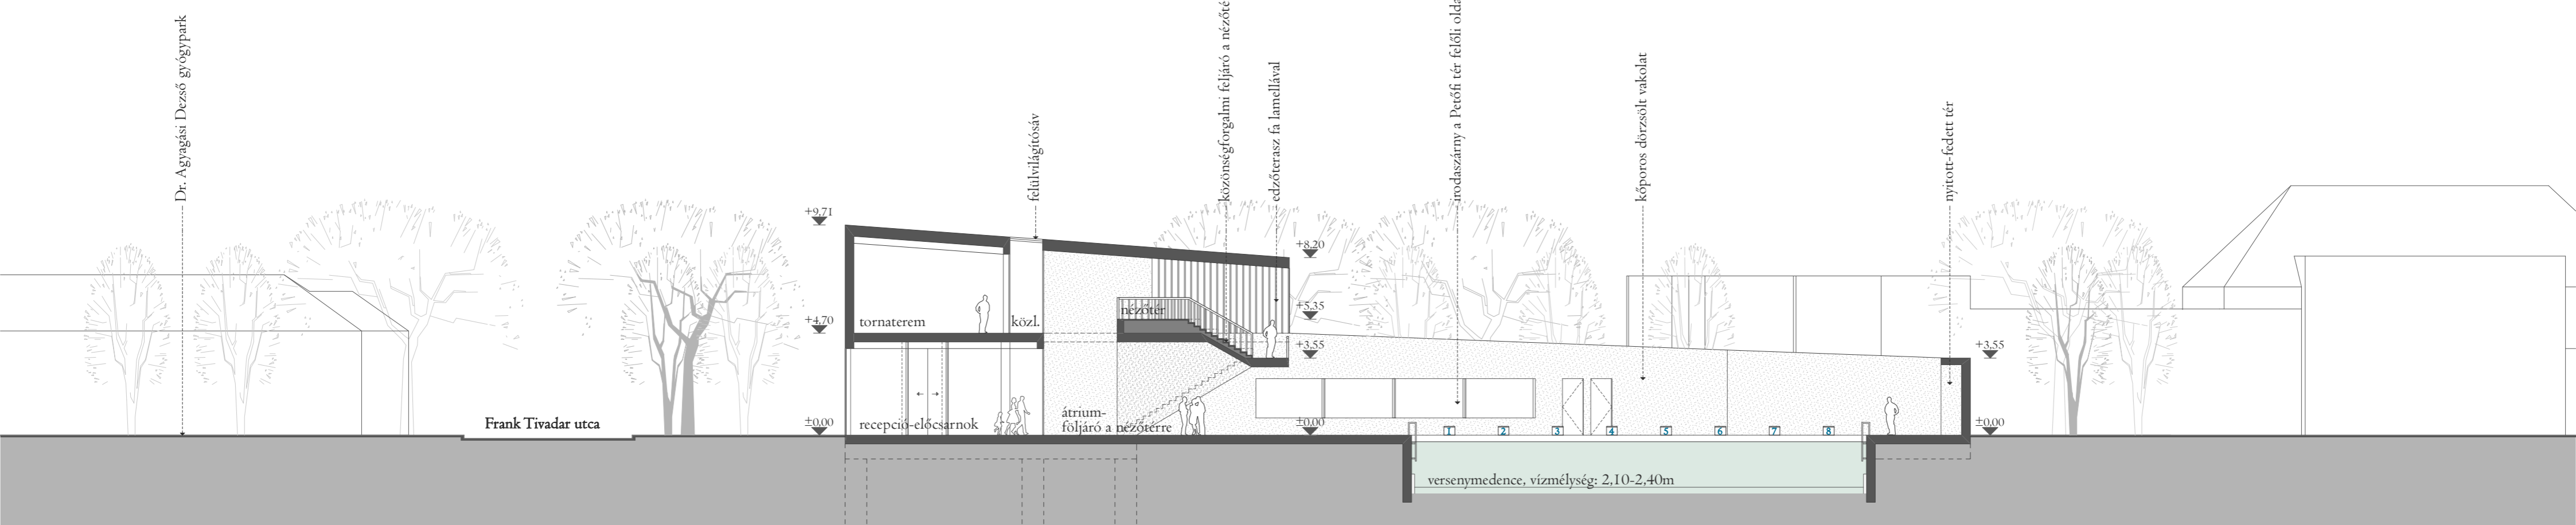 Dr. Agyagási Dezső gyógypark
felülvilágítósáv
közönségforgalmi feljáró a
edzőterasz fa lamellával
irodaszárny a Petőfi tér felőli
kőporos dörzsölt vakolat
nyitott-fedett tér
+9,71
+8,20
+5,35
+4,70
tornaterem
közl.
nézőtér
+3,55
+3,55
Frank Tivadar utca
±0,00
recepció-előcsarnok
átrium-
följáró a nézőtérre
±0,00
1 2 3 4 5 6 7 8
±0,00
versenymedence, vízmélység: 2,10-2,40m